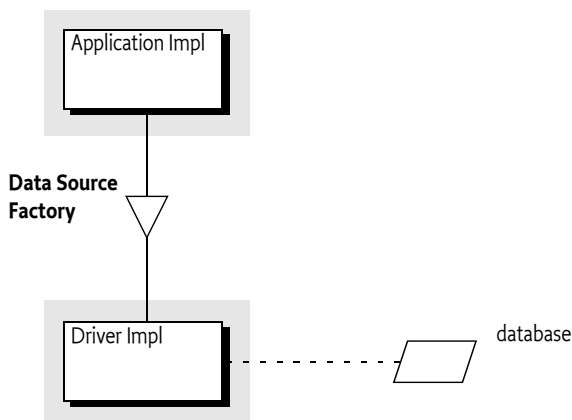 Application Impl
Data Source
Factory
Driver Impl
database